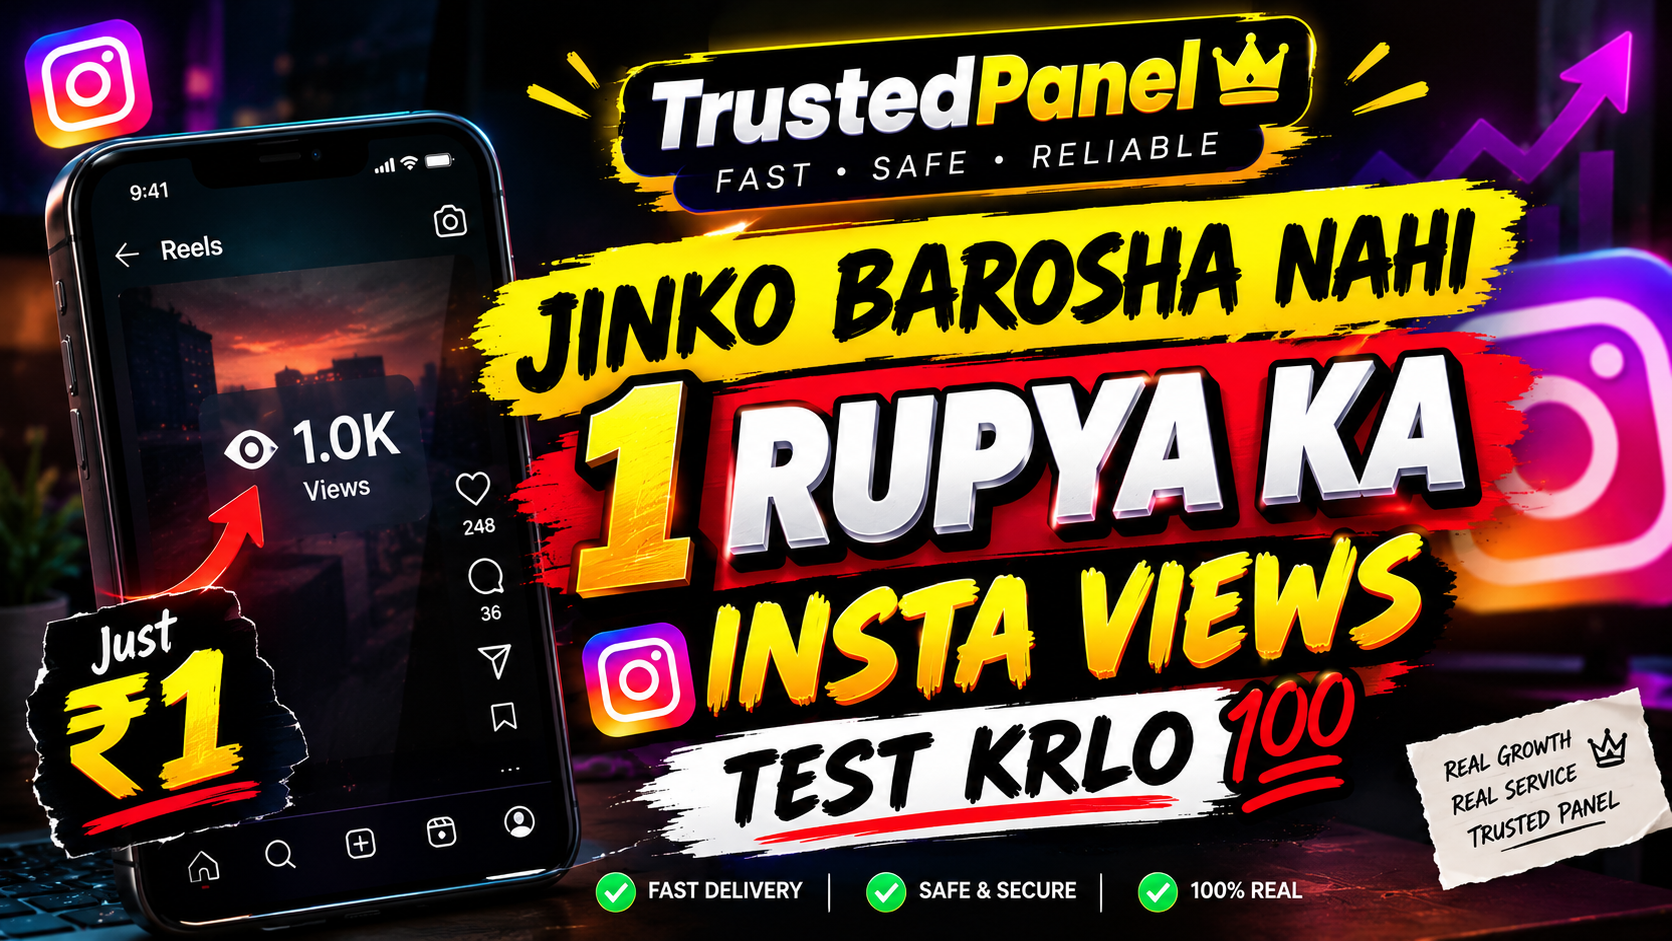 TrustedPanel
FAST • SAFE • RELIABLE
JINKO BAROSHA NAHI
1 RUPYA KA
INSTA VIEWS
TEST KRLO 💯
9:41
Reels
1.0K
Views
248
36
Just
₹1
REAL GROWTH
REAL SERVICE
TRUSTED PANEL
FAST DELIVERY | SAFE & SECURE | 100% REAL